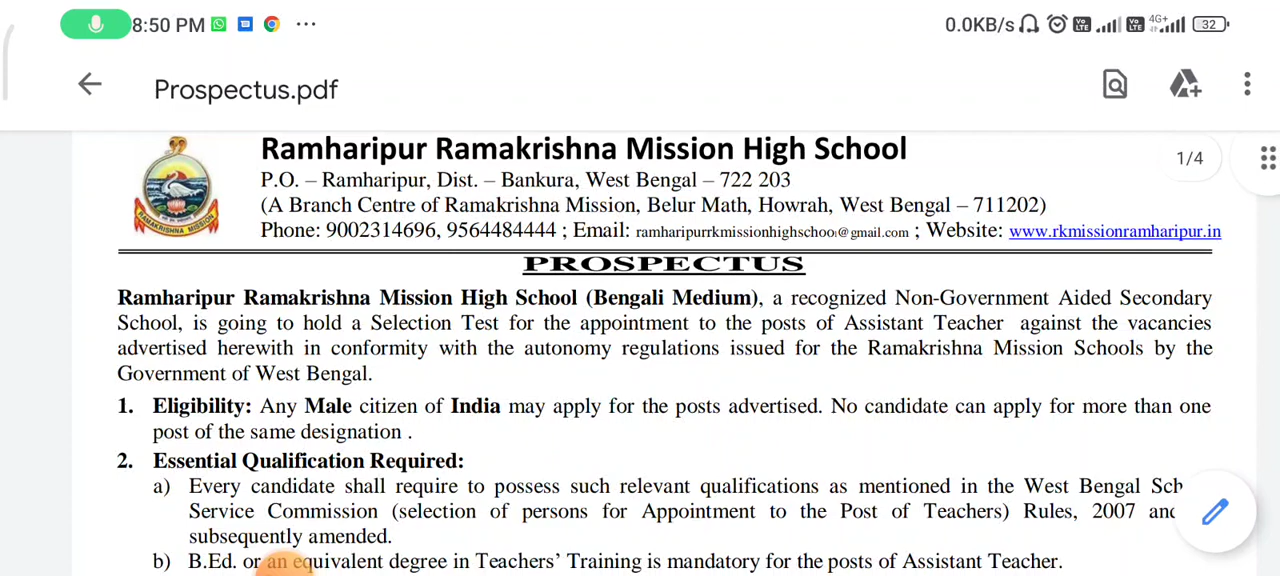 8:50 PM ...
0.0KB/s Vo LTE Vo LTE 4G+ 32
Prospectus.pdf
Ramharipur Ramakrishna Mission High School
1/4
P.O. – Ramharipur, Dist. – Bankura, West Bengal – 722 203
(A Branch Centre of Ramakrishna Mission, Belur Math, Howrah, West Bengal – 711202)
RAMAKRISHNA MISSION
Phone: 9002314696, 9564484444 ; Email: ramharipurrkmissionhighschool@gmail.com ; Website: www.rkmissionramharipur.in
PROSPECTUS
Ramharipur Ramakrishna Mission High School (Bengali Medium), a recognized Non-Government Aided Secondary
School, is going to hold a Selection Test for the appointment to the posts of Assistant Teacher against the vacancies
advertised herewith in conformity with the autonomy regulations issued for the Ramakrishna Mission Schools by the
Government of West Bengal.
1. Eligibility: Any Male citizen of India may apply for the posts advertised. No candidate can apply for more than one
post of the same designation .
2. Essential Qualification Required:
a) Every candidate shall require to possess such relevant qualifications as mentioned in the West Bengal Sch
Service Commission (selection of persons for Appointment to the Post of Teachers) Rules, 2007 and
subsequently amended.
b) B.Ed. or an equivalent degree in Teachers' Training is mandatory for the posts of Assistant Teacher.